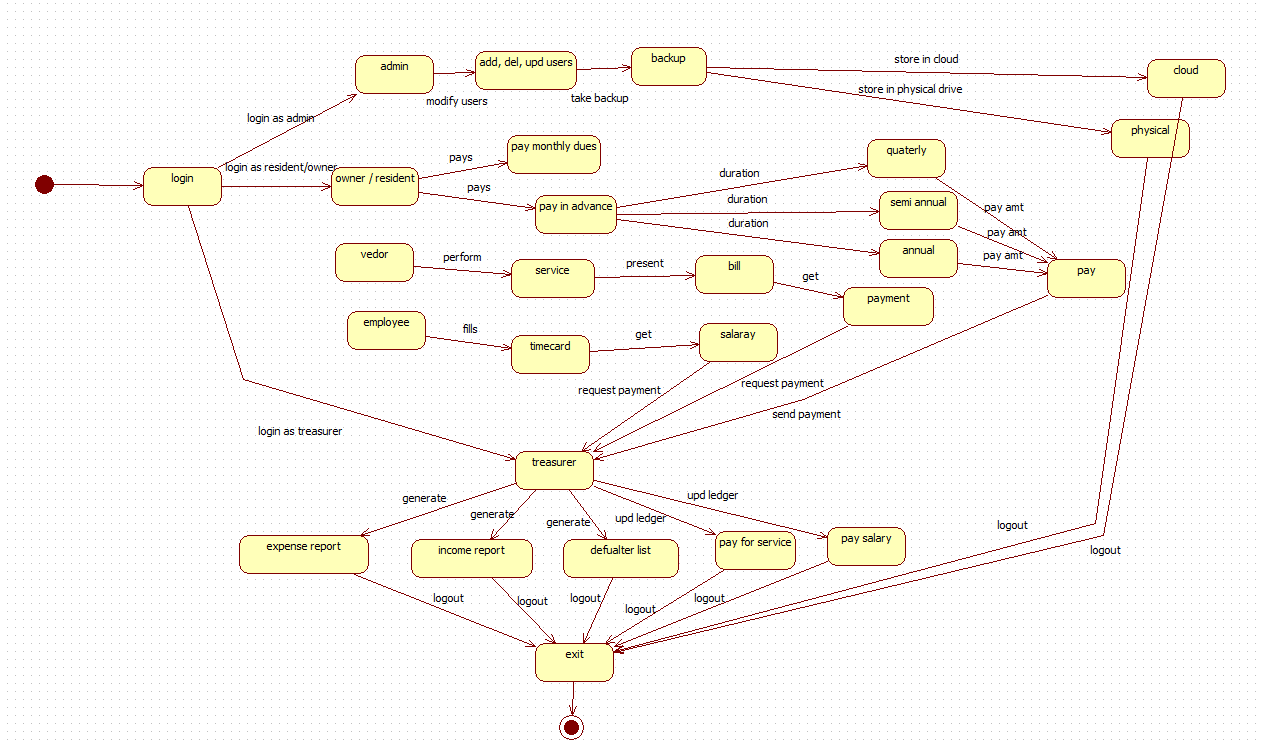 store in cloud
backup
admin
add, del, upd users
cloud
store in physical drive
modify users
take backup
login as admin
physical
pay monthly dues
quaterly
pays
login as resident/owner
duration
login
owner / resident
pays
semi annual
duration
pay in advance
pay amt
duration
pay amt
vedor
annual
perform
pay amt
present
bill
service
pay
get
payment
employee
fills
get
salaray
timecard
request payment
request payment
send payment
login as treasurer
treasurer
generate
upd ledger
generate
generate
upd ledger
logout
expense report
income report
defualter list
pay for service
pay salary
logout
logout
logout
logout
logout
logout
exit